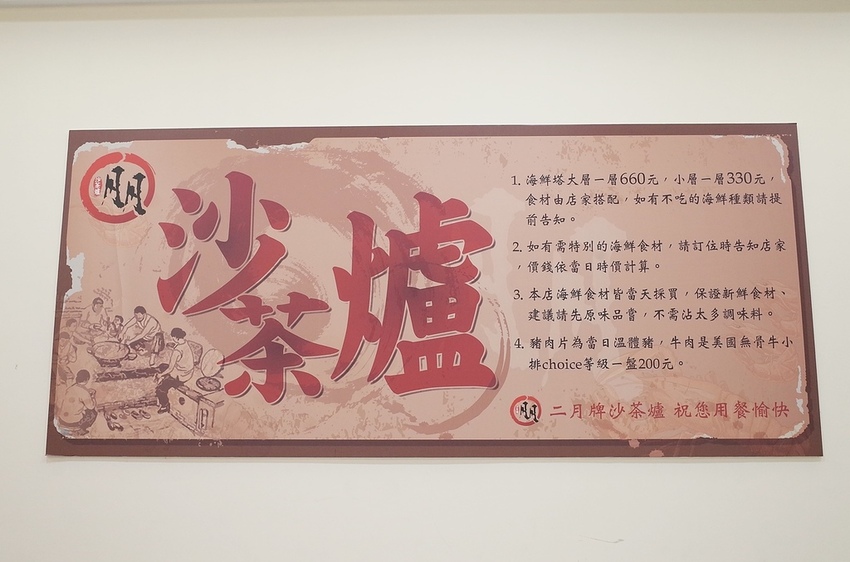 沙茶爐
1. 海鮮塔大層一層660元，小層一層330元，
食材由店家搭配，如有不吃的海鮮種類請提
前告知。
2. 如有需特別的海鮮食材，請訂位時告知店家
，價錢依當日時價計算。
3. 本店海鮮食材皆當天採買，保證新鮮食材、
建議請先原味品嘗，不需沾太多調味料。
4. 豬肉片為當日溫體豬，牛肉是美國無骨牛小
排choice等級一盤200元。
二月牌沙茶爐 祝您用餐愉快